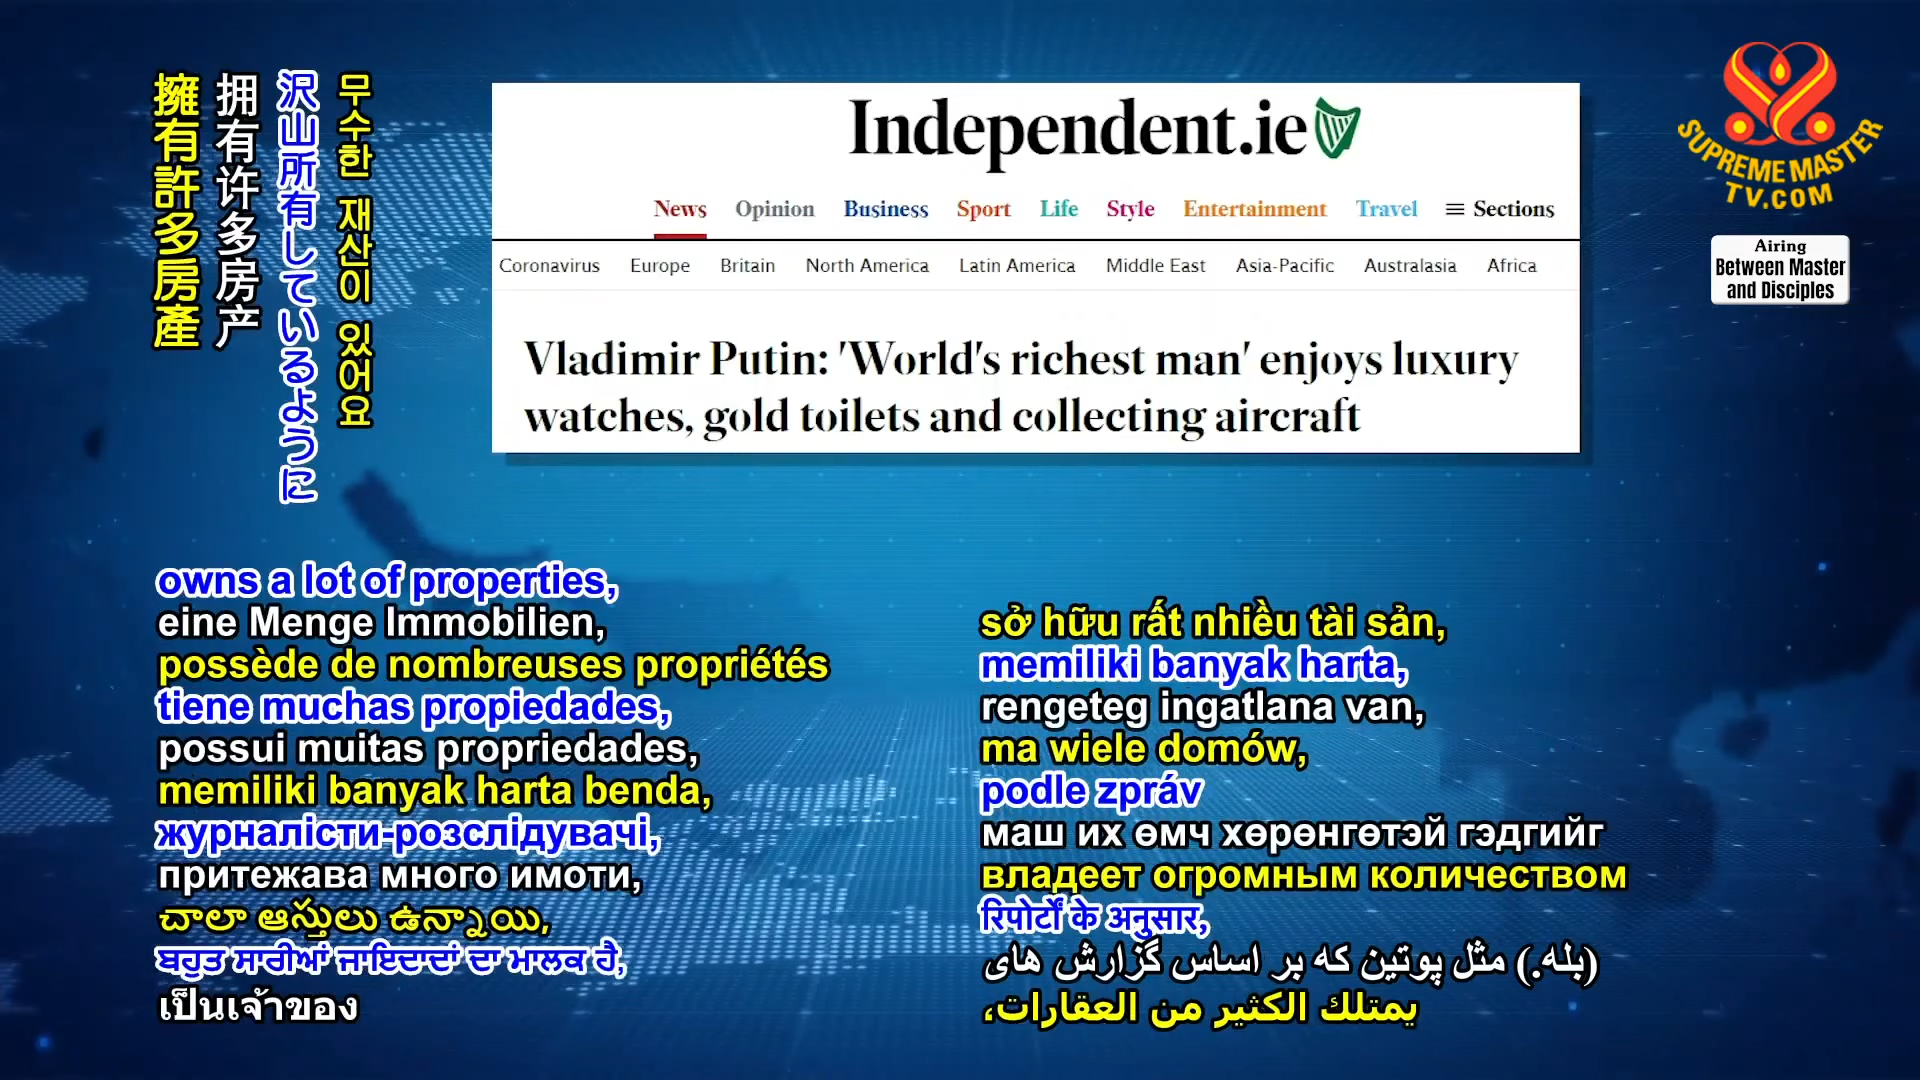 擁有許多房產
拥有许多房产
沢山所有しているように
무수한 재산이 있어요
Independent.ie
News Opinion Business Sport Life Style Entertainment Travel Sections
Coronavirus Europe Britain North America Latin America Middle East Asia-Pacific Australasia Africa
Vladimir Putin: 'World's richest man' enjoys luxury
watches, gold toilets and collecting aircraft
SUPREME MASTER
TV.COM
Airing
Between Master
and Disciples
owns a lot of properties,
eine Menge Immobilien,
possède de nombreuses propriétés
tiene muchas propiedades,
possui muitas propriedades,
memiliki banyak harta benda,
журналісти-розслідувачі,
притежава много имоти,
చాలా ఆస్తులు ఉన్నాయి,
ਬਹੁਤ ਸਾਰੀਆਂ ਜਾਇਦਾਦਾਂ ਦਾ ਮਾਲਕ ਹੈ,
เป็นเจ้าของ
sở hữu rất nhiều tài sản,
memiliki banyak harta,
rengeteg ingatlana van,
ma wiele domów,
podle zpráv
маш их өмч хөрөнгөтэй гэдгийг
владеет огромным количеством
रिपोर्टों के अनुसार,
(بله.) مثل پوتین که بر اساس گزارش های
يمتلك الكثير من العقارات،